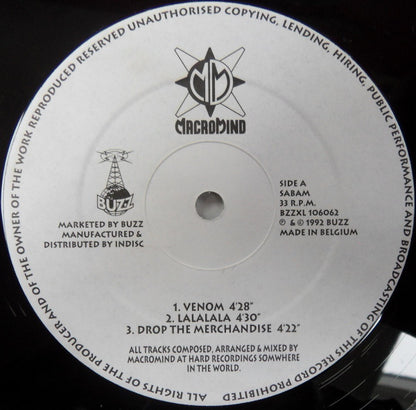 ALL RIGHTS OF THE PRODUCER AND OF THE OWNER OF THE WORK REPRODUCED RESERVED UNAUTHORISED COPYING, LENDING, HIRING, PUBLIC PERFORMANCE AND BROADCASTING OF THIS RECORD PROHIBITED
MM
MACROMIND
BUZZ
MARKETED BY BUZZ
MANUFACTURED &
DISTRIBUTED BY INDISC
SIDE A
SABAM
33 R.P.M.
BZZXL 106062
℗ & © 1992 BUZZ
MADE IN BELGIUM
1. VENOM 4'28"
2. LALALALA 4'30"
3. DROP THE MERCHANDISE 4'22"
ALL TRACKS COMPOSED, ARRANGED & MIXED BY
MACROMIND AT HARD RECORDINGS SOMWHERE
IN THE WORLD.